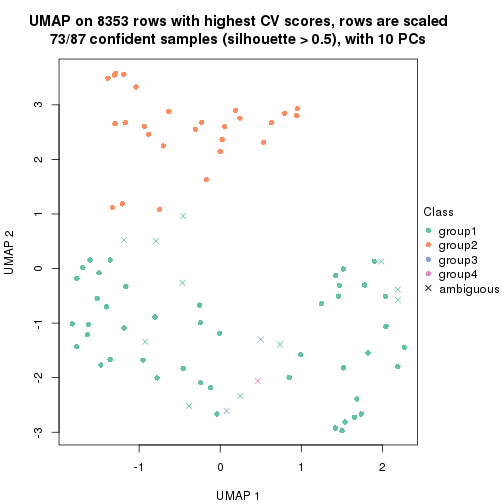 UMAP on 8353 rows with highest CV scores, rows are scaled
73/87 confident samples (silhouette > 0.5), with 10 PCs
3
2
1
0
-1
-2
-3
UMAP 2
-1
0
1
2
UMAP 1
Class
group1
group2
group3
group4
ambiguous